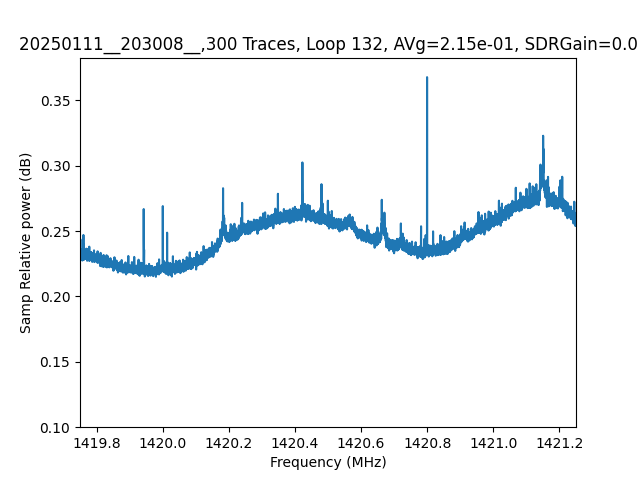 20250111__203008__,300 Traces, Loop 132, AVg=2.15e-01, SDRGain=0.0
Samp Relative power (dB)
0.35
0.30
0.25
0.20
0.15
0.10
1419.8 1420.0 1420.2 1420.4 1420.6 1420.8 1421.0 1421.2
Frequency (MHz)